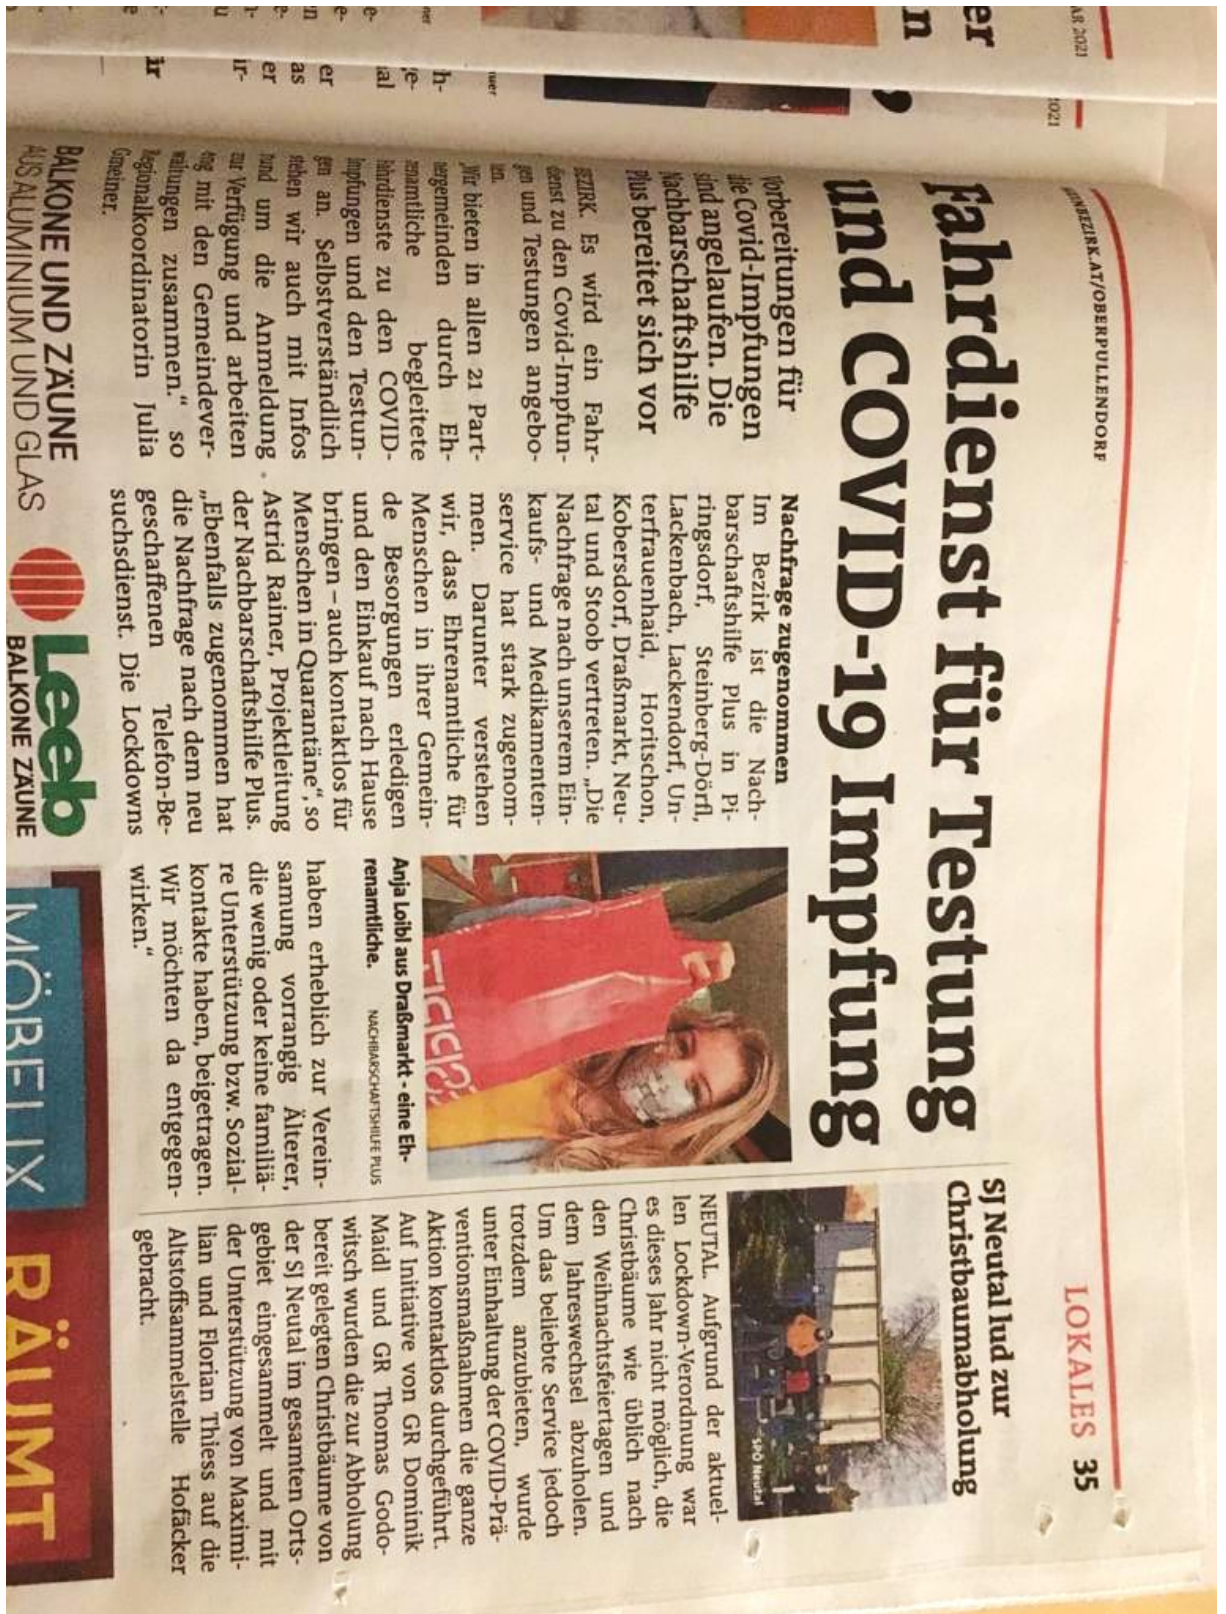 MEINBEZIRK.AT/OBERPULLENDORF
LOKALES 35
Fahrdienst für Testung
und COVID-19 Impfung
Vorbereitungen für
die Covid-Impfungen
sind angelaufen. Die
Nachbarschaftshilfe
Plus bereitet sich vor
BEZIRK. Es wird ein Fahr-
dienst zu den Covid-Impfun-
gen und Testungen angebo-
ten.
„Wir bieten in allen 21 Part-
nergemeinden durch Eh-
renamtliche begleitete
Fahrdienste zu den COVID-
Impfungen und den Testun-
gen an. Selbstverständlich
stehen wir auch mit Infos
rund um die Anmeldung
zur Verfügung und arbeiten
eng mit den Gemeindever-
waltungen zusammen.“ so
Regionalkoordinatorin Julia
Gmeiner.
Nachfrage zugenommen
Im Bezirk ist die Nach-
barschaftshilfe Plus in Pi-
ringsdorf, Steinberg-Dörfl,
Lackenbach, Lackendorf, Un-
terfrauenhaid, Horitschon,
Kobersdorf, Draßmarkt, Neu-
tal und Stoob vertreten. „Die
Nachfrage nach unserem Ein-
kaufs- und Medikamenten-
service hat stark zugenom-
men. Darunter verstehen
wir, dass Ehrenamtliche für
Menschen in ihrer Gemein-
de Besorgungen erledigen
und den Einkauf nach Hause
bringen – auch kontaktlos für
Menschen in Quarantäne“, so
Astrid Rainer, Projektleitung
der Nachbarschaftshilfe Plus.
„Ebenfalls zugenommen hat
die Nachfrage nach dem neu
geschaffenen Telefon-Be-
suchsdienst. Die Lockdowns
Anja Loibl aus Draßmarkt - eine Eh-
renamtliche. NACHBARSCHAFTSHILFE PLUS
haben erheblich zur Verein-
samung vorrangig Älterer,
die wenig oder keine familiä-
re Unterstützung bzw. Sozial-
kontakte haben, beigetragen.
Wir möchten da entgegen-
wirken.“
SJ Neutal lud zur
Christbaumabholung
SPÖ Neutal
NEUTAL. Aufgrund der aktuel-
len Lockdown-Verordnung war
es dieses Jahr nicht möglich, die
Christbäume wie üblich nach
den Weihnachtsfeiertagen und
dem Jahreswechsel abzuholen.
Um das beliebte Service jedoch
trotzdem anzubieten, wurde
unter Einhaltung der COVID-Prä-
ventionsmaßnahmen die ganze
Aktion kontaktlos durchgeführt.
Auf Initiative von GR Dominik
Maidl und GR Thomas Godo-
witsch wurden die zur Abholung
bereit gelegten Christbäume von
der SJ Neutal im gesamten Orts-
gebiet eingesammelt und mit
der Unterstützung von Maximi-
lian und Florian Thiess auf die
Altstoffsammelstelle Hofäcker
gebracht.
BALKONE UND ZÄUNE
AUS ALUMINIUM UND GLAS
Leeb
BALKONE ZÄUNE
MÖBELIX
RÄUMT